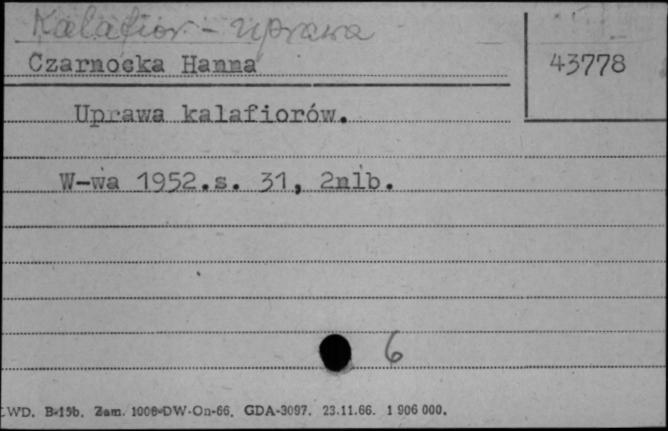 Kalafior - uprawa
Czarnocka Hanna
43778
Uprawa kalafiorów.
W-wa 1952.s. 31, 2nlb.
6
LWD. B-15b. Zam. 1008-DW-On-66. GDA-3097. 23.11.66. 1 906 000.